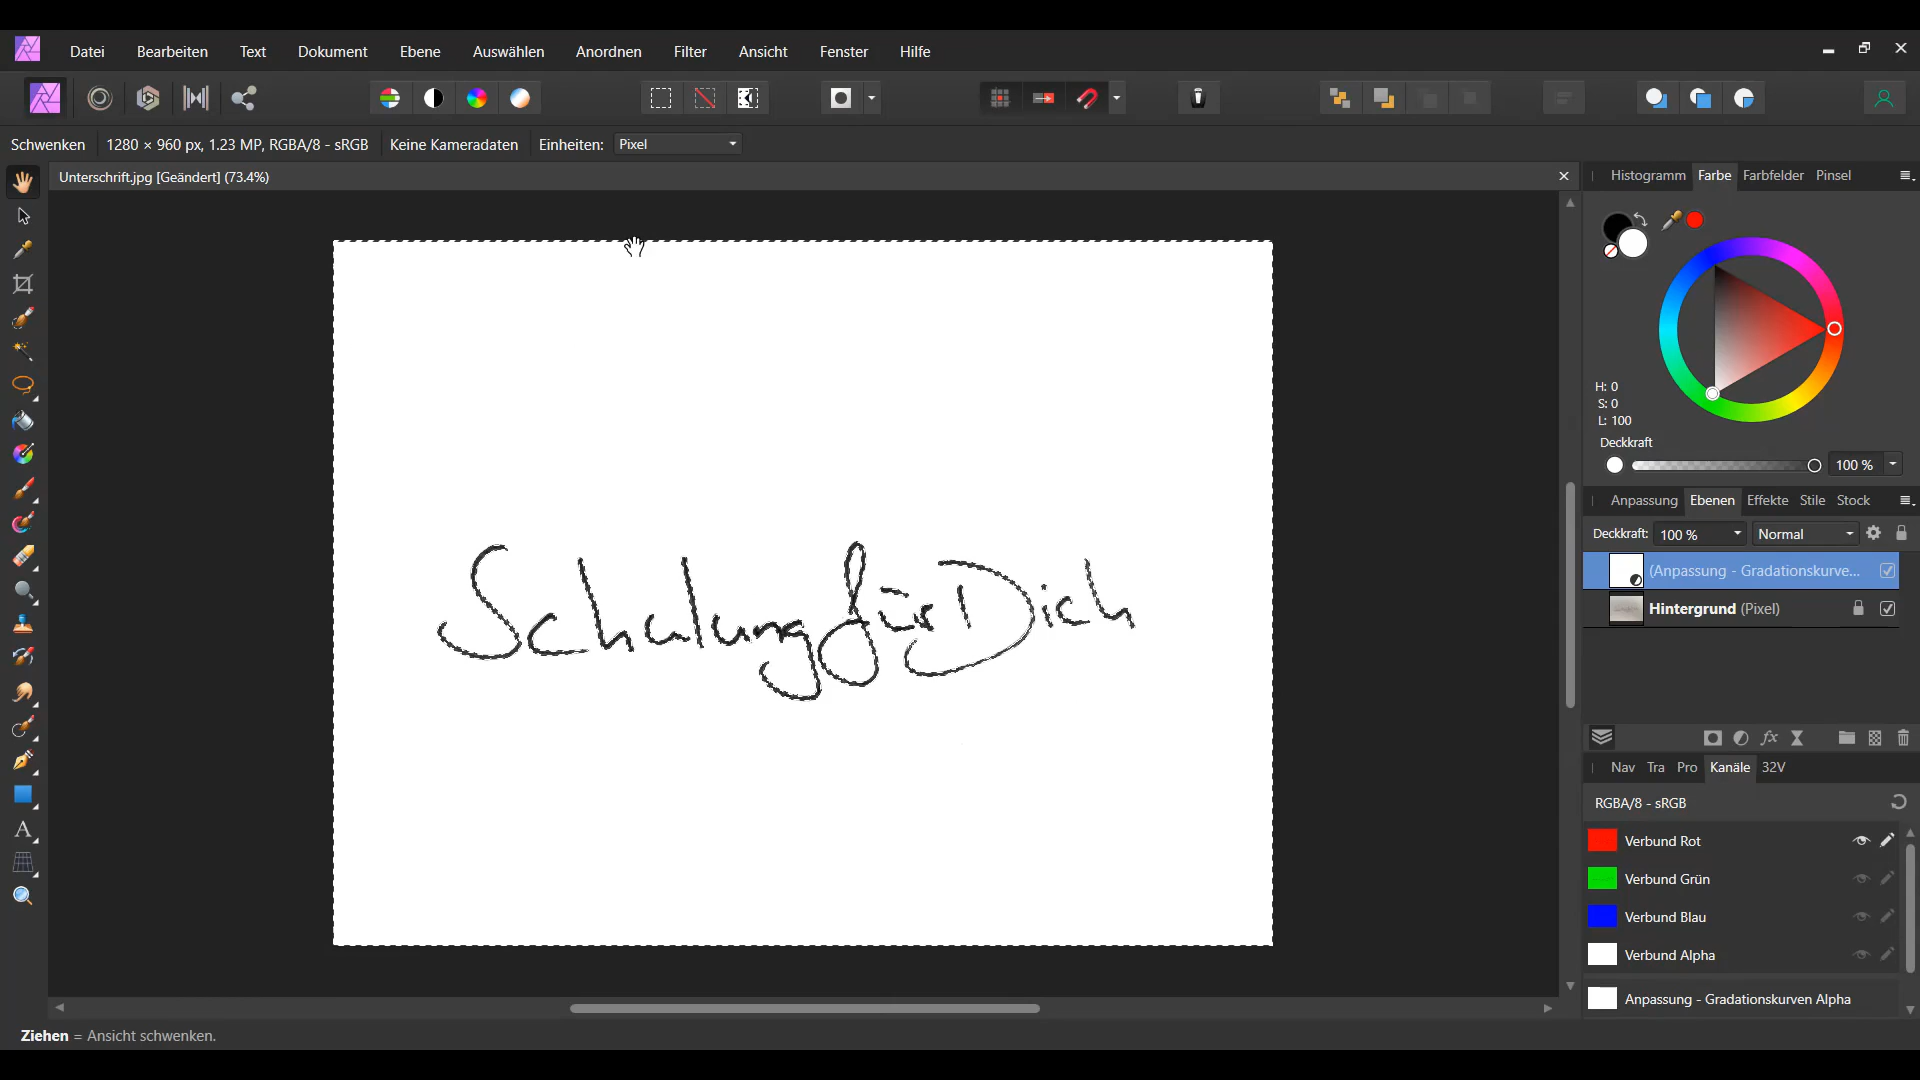 Datei Bearbeiten Text Dokument Ebene Auswählen Anordnen Filter Ansicht Fenster Hilfe
Schwenken 1280 × 960 px, 1.23 MP, RGBA/8 - sRGB Keine Kameradaten Einheiten: Pixel
Unterschrift.jpg [Geändert] (73.4%)
Histogramm Farbe Farbfelder Pinsel
H: 0
S: 0
L: 100
Deckkraft
100 %
Anpassung Ebenen Effekte Stile Stock
Deckkraft: 100 % Normal
(Anpassung - Gradationskurve...
Hintergrund (Pixel)
Schulung für Dich
Nav Tra Pro Kanäle 32V
RGBA/8 - sRGB
Verbund Rot
Verbund Grün
Verbund Blau
Verbund Alpha
Anpassung - Gradationskurven Alpha
Ziehen = Ansicht schwenken.